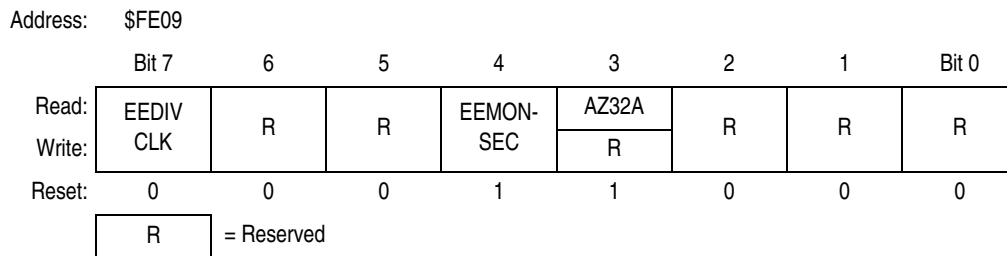 Address: $FE09
Bit 7 6 5 4 3 2 1 Bit 0
Read: EEDIV R R EEMON- AZ32A R R R
Write: CLK SEC R
Reset: 0 0 0 1 1 0 0 0
R = Reserved